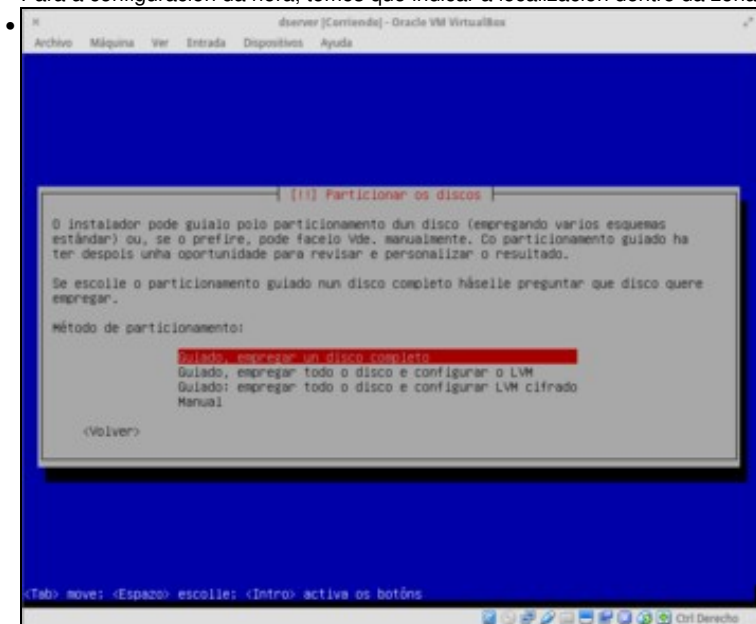 Para a configuración da hora, temos que indicar a localización dentro da zona
dserver [Corriendo] - Oracle VM VirtualBox
Archivo Máquina Ver Entrada Dispositivos Ayuda
[!!] Particionar os discos
O instalador pode guialo polo particionamento dun disco (empregando varios esquemas
estándar) ou, se o prefire, pode facelo Vde. manualmente. Co particionamento guiado ha
ter despois unha oportunidade para revisar e personalizar o resultado.
Se escolle o particionamento guiado nun disco completo háselle preguntar que disco quere
empregar.
Método de particionamento:
Guiado, empregar un disco completo
Guiado, empregar todo o disco e configurar o LVM
Guiado: empregar todo o disco e configurar LVM cifrado
Manual
<Volver>
<Tab> move; <Espazo> escolle; <Intro> activa os botóns
Ctrl Derecho